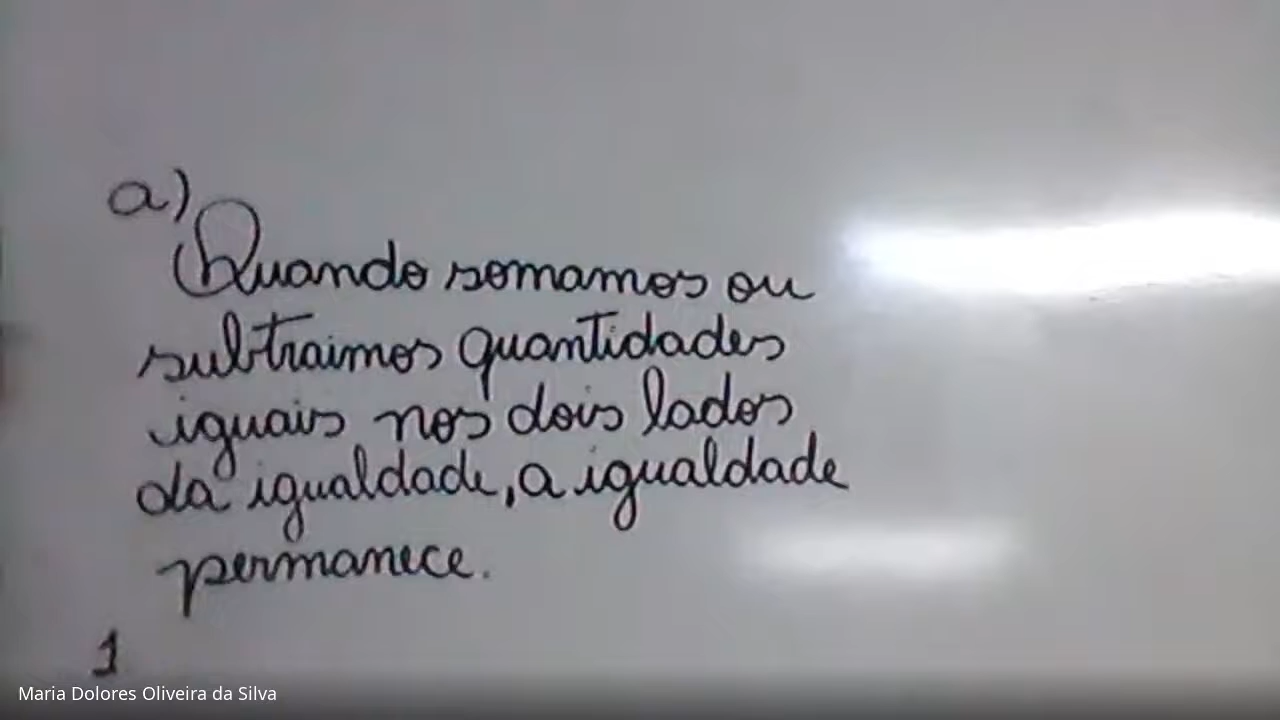 a)
Quando somamos ou
subtraimos quantidades
iguais nos dois lados
da igualdade, a igualdade
permanece.
1
Maria Dolores Oliveira da Silva